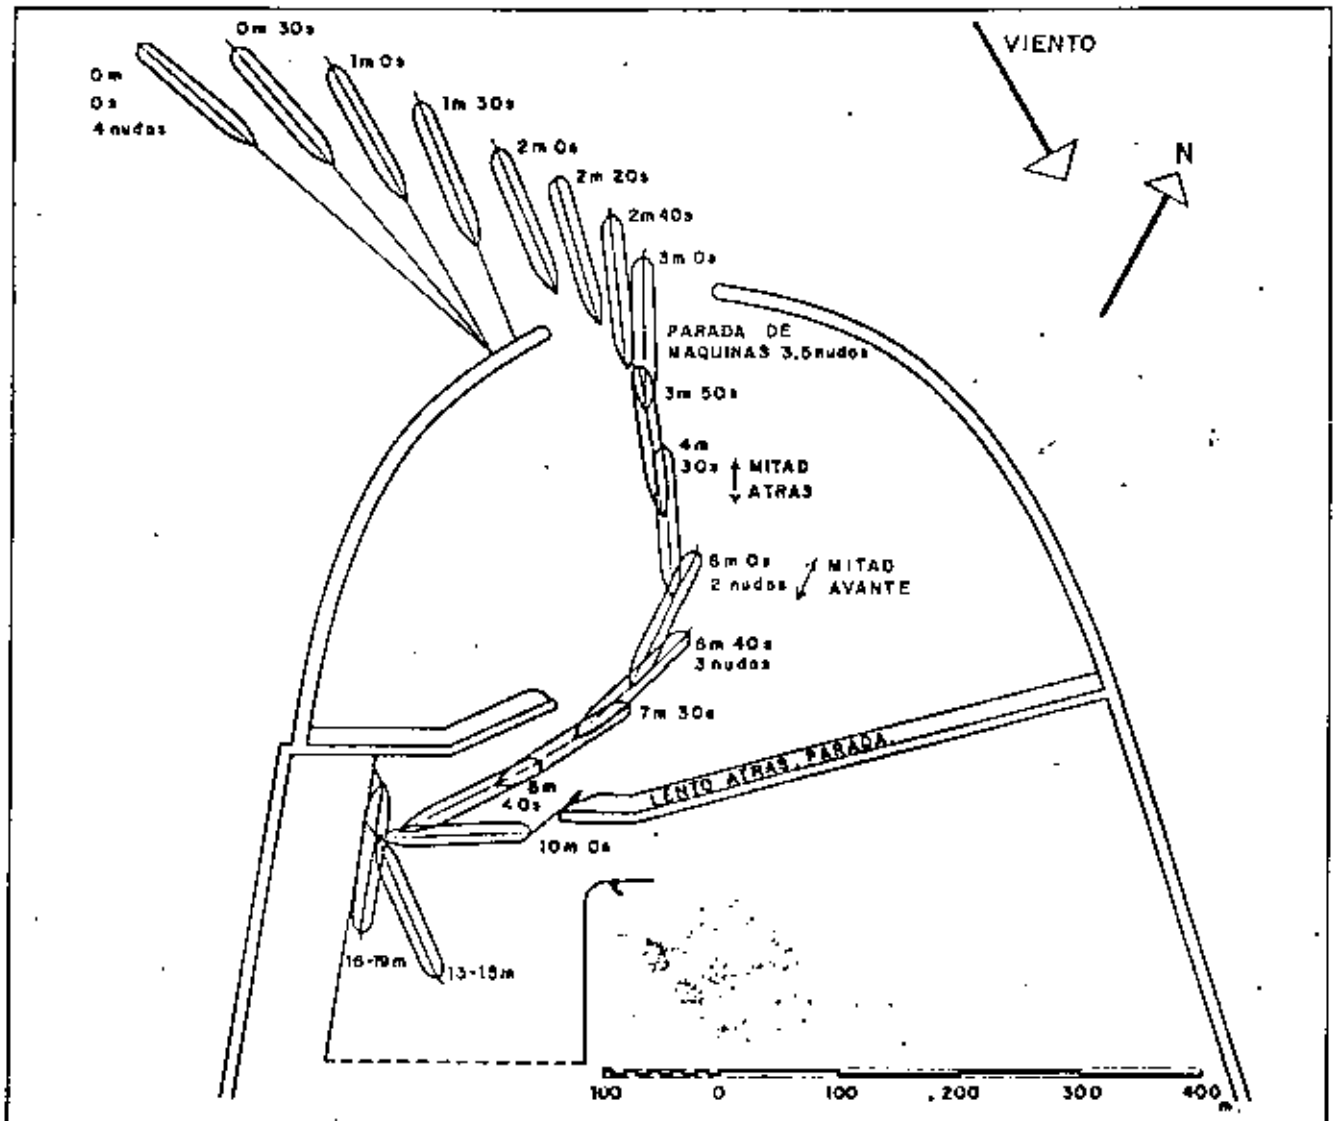 0m 30s
VIENTO
0m
0s
4 nudos
1m 0s
1m 30s
2m 0s
N
2m 20s
2m 40s
3m 0s
PARADA DE
MAQUINAS 3.5 nudos
3m 50s
4m
30s
MITAD
ATRAS
6m 0s
2 nudos
MITAD
AVANTE
6m 40s
3 nudos
7m 30s
LENTO ATRAS, PARADA.
8m
40s
10m 0s
16-19m
13-15m
100 0 100 200 300 400
m.